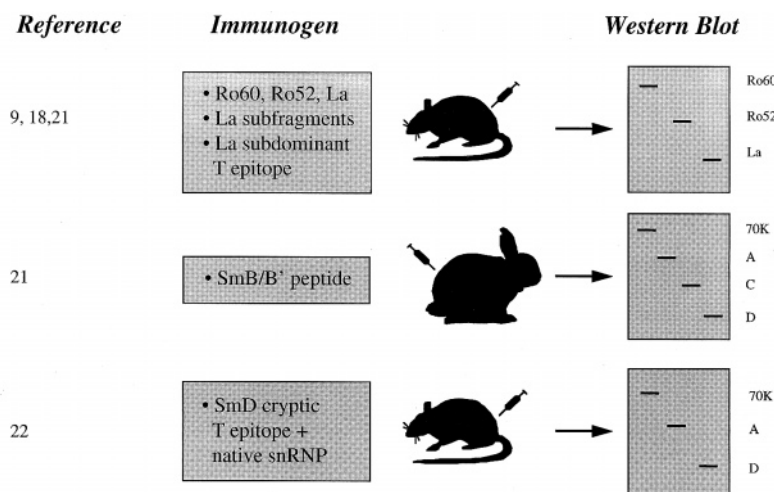 Reference Immunogen Western Blot
9, 18,21
• Ro60, Ro52, La
• La subfragments
• La subdominant
T epitope
Ro60
Ro52
La
21
• SmB/B' peptide
70K
A
C
D
22
• SmD cryptic
T epitope +
native snRNP
70K
A
D